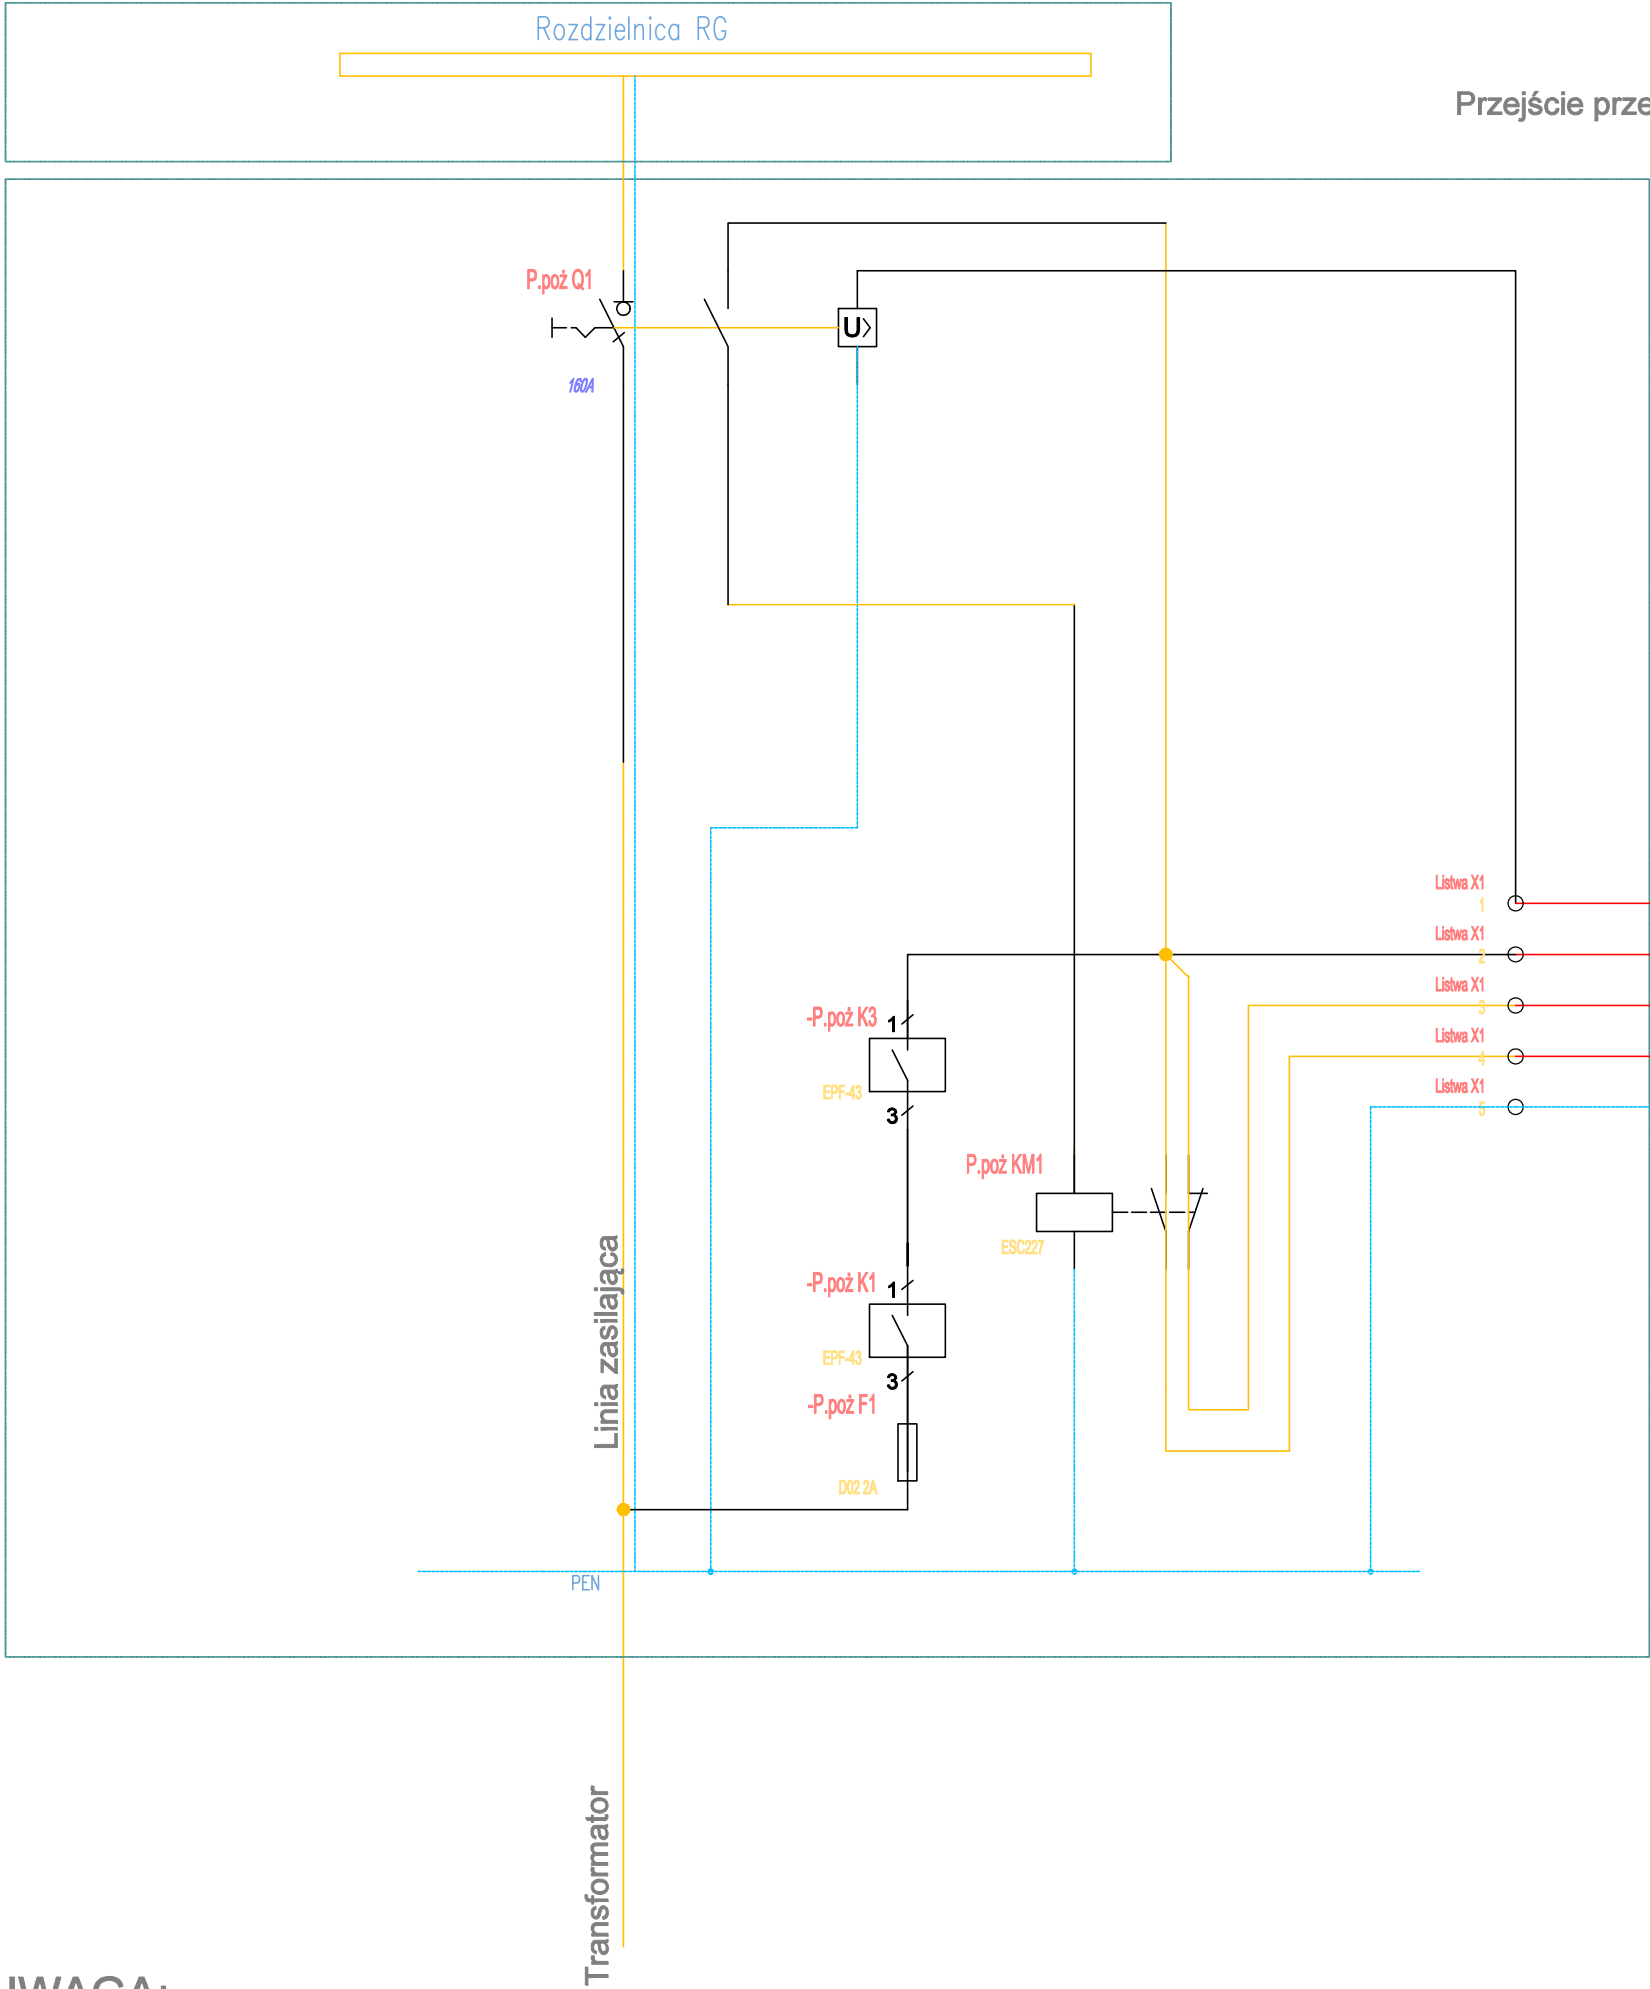 Rozdzielnica RG
Przejście prze
P.poż Q1
U>
160A
Listwa X1
1
Listwa X1
2
Listwa X1
3
Listwa X1
4
Listwa X1
5
-P.poż K3
1
EPF-43
3
P.poż KM1
ESC227
Linia zasilająca
-P.poż K1
1
EPF-43
3
-P.poż F1
D02 2A
PEN
Transformator